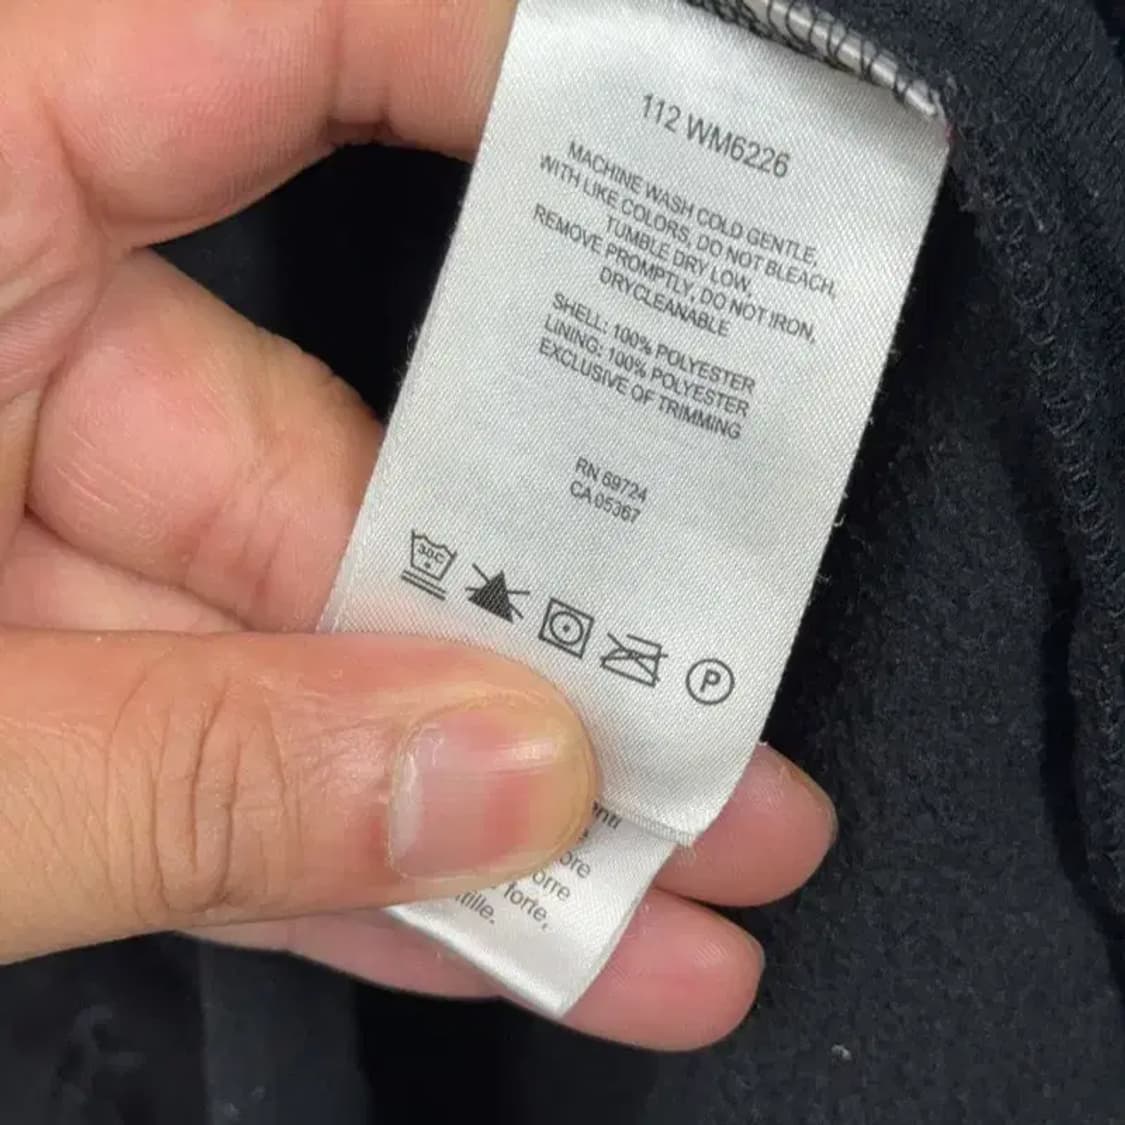 112 WM6226
MACHINE WASH COLD GENTLE,
WITH LIKE COLORS, DO NOT BLEACH,
TUMBLE DRY LOW,
REMOVE PROMPTLY, DO NOT IRON,
DRYCLEANABLE
SHELL: 100% POLYESTER
LINING: 100% POLYESTER
EXCLUSIVE OF TRIMMING
RN 69724
CA 05367
30C
P
forte,